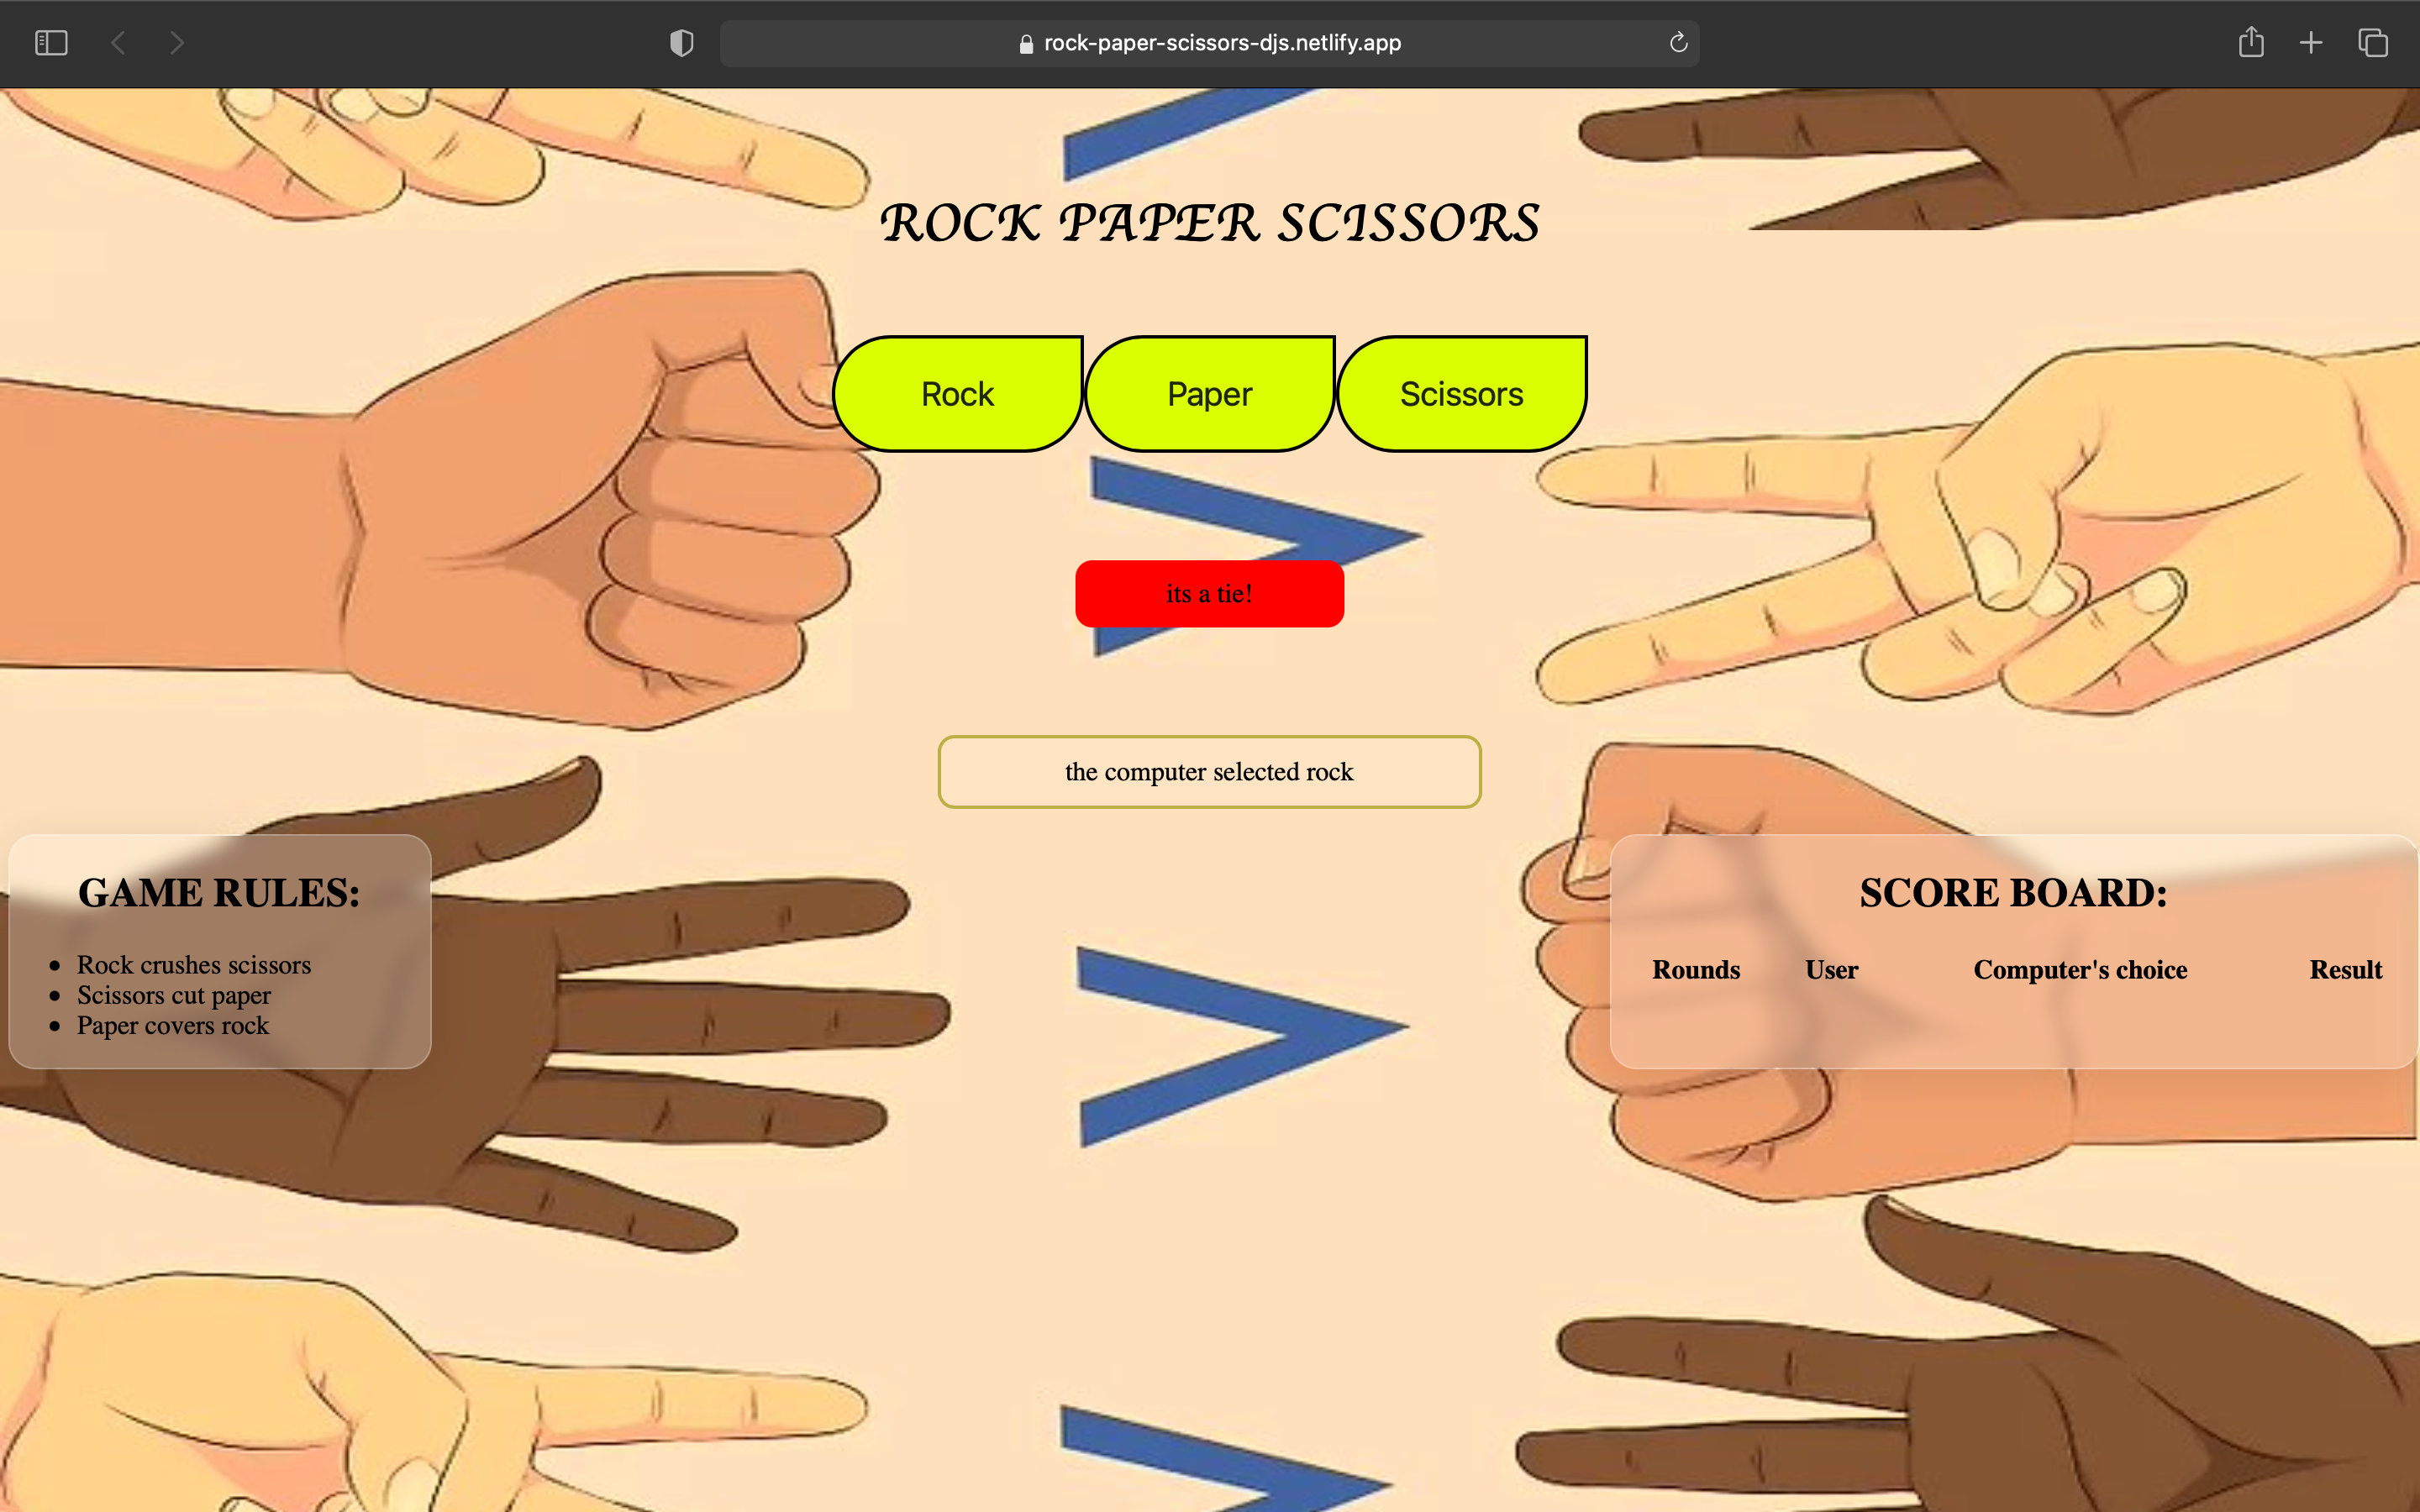 rock-paper-scissors-djs.netlify.app
ROCK PAPER SCISSORS
Rock Paper Scissors
its a tie!
the computer selected rock
GAME RULES:
Rock crushes scissors
Scissors cut paper
Paper covers rock
SCORE BOARD:
Rounds User Computer's choice Result